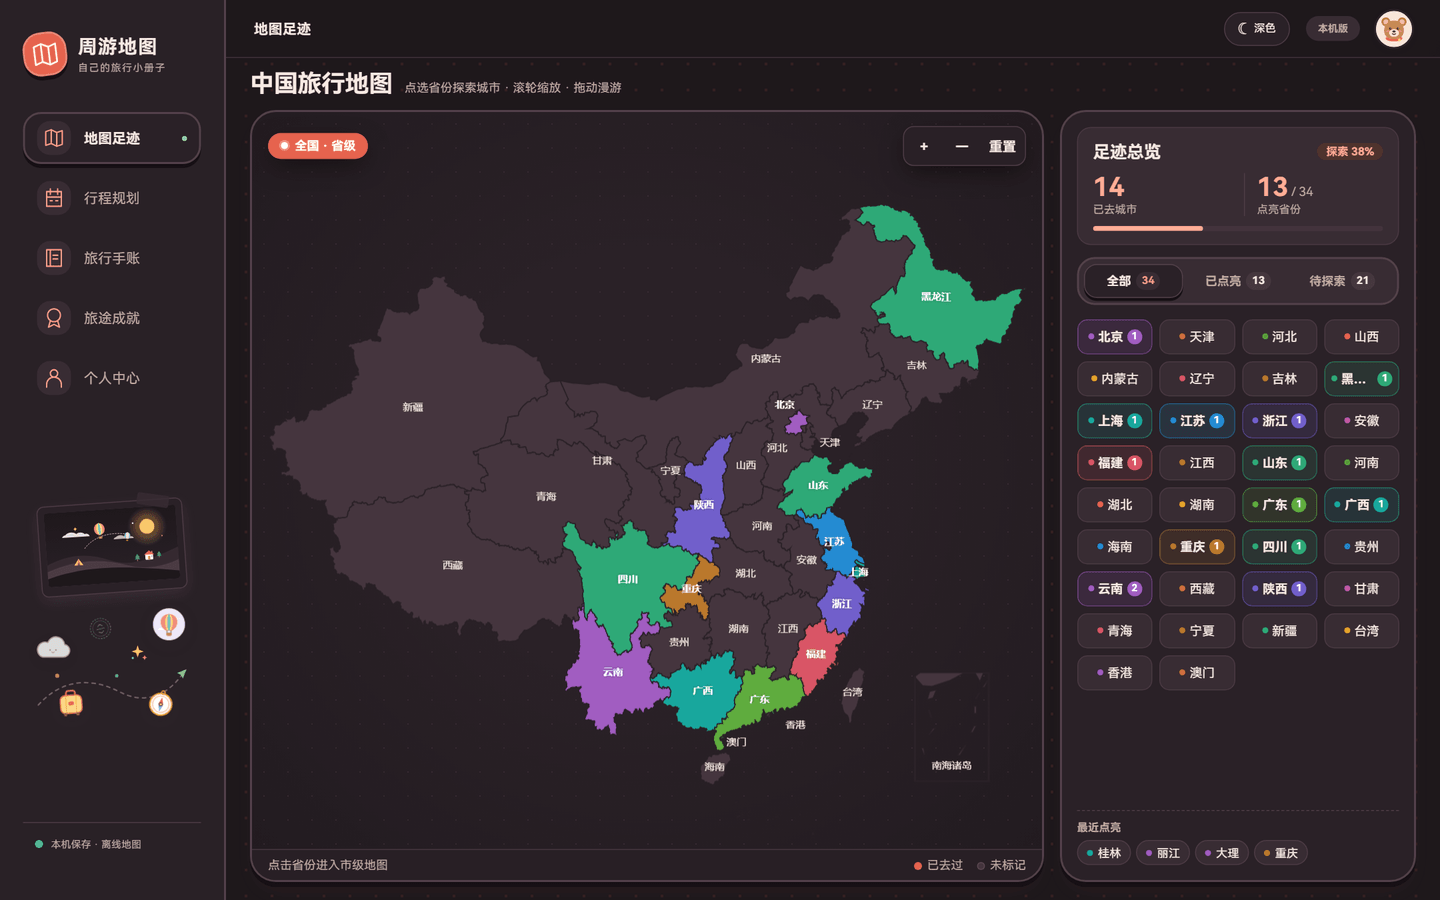 周游地图
自己的旅行小册子
地图足迹
行程规划
旅行手账
旅途成就
个人中心
本机保存 · 离线地图
地图足迹
深色
本机版
中国旅行地图 点选省份探索城市 · 滚轮缩放 · 拖动漫游
全国 · 省级
+ − 重置
黑龙江
内蒙古
吉林
新疆
北京
辽宁
天津
河北
甘肃
宁夏
山西
山东
青海
陕西
河南
江苏
安徽
西藏
四川
湖北
上海
重庆
浙江
湖南
江西
贵州
福建
云南
广西
广东
台湾
香港
澳门
海南
南海诸岛
点击省份进入市级地图
已去过 未标记
足迹总览 探索 38%
14 13 / 34
已去城市 点亮省份
全部 34 已点亮 13 待探索 21
北京 1 天津 河北 山西
内蒙古 辽宁 吉林 黑... 1
上海 1 江苏 1 浙江 1 安徽
福建 1 江西 山东 1 河南
湖北 湖南 广东 1 广西 1
海南 重庆 1 四川 1 贵州
云南 2 西藏 陕西 1 甘肃
青海 宁夏 新疆 台湾
香港 澳门
最近点亮
桂林 丽江 大理 重庆